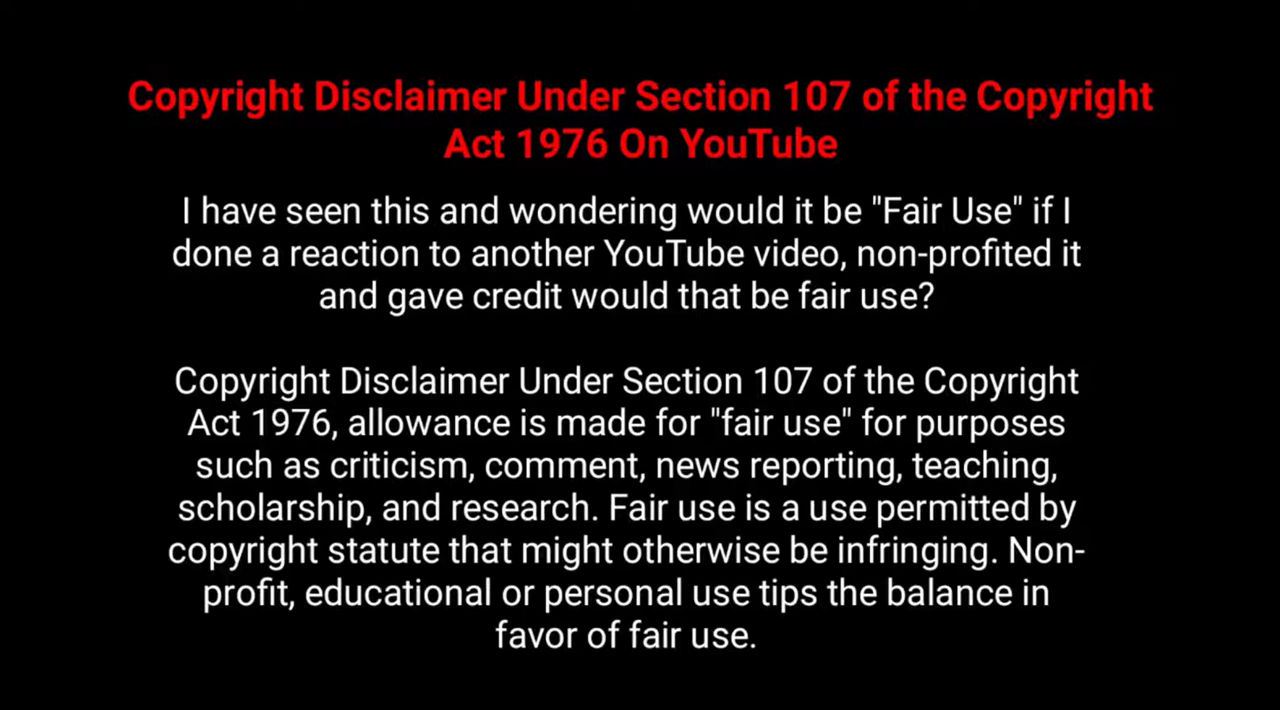 Copyright Disclaimer Under Section 107 of the Copyright
Act 1976 On YouTube
I have seen this and wondering would it be "Fair Use" if I
done a reaction to another YouTube video, non-profited it
and gave credit would that be fair use?
Copyright Disclaimer Under Section 107 of the Copyright
Act 1976, allowance is made for "fair use" for purposes
such as criticism, comment, news reporting, teaching,
scholarship, and research. Fair use is a use permitted by
copyright statute that might otherwise be infringing. Non-
profit, educational or personal use tips the balance in
favor of fair use.